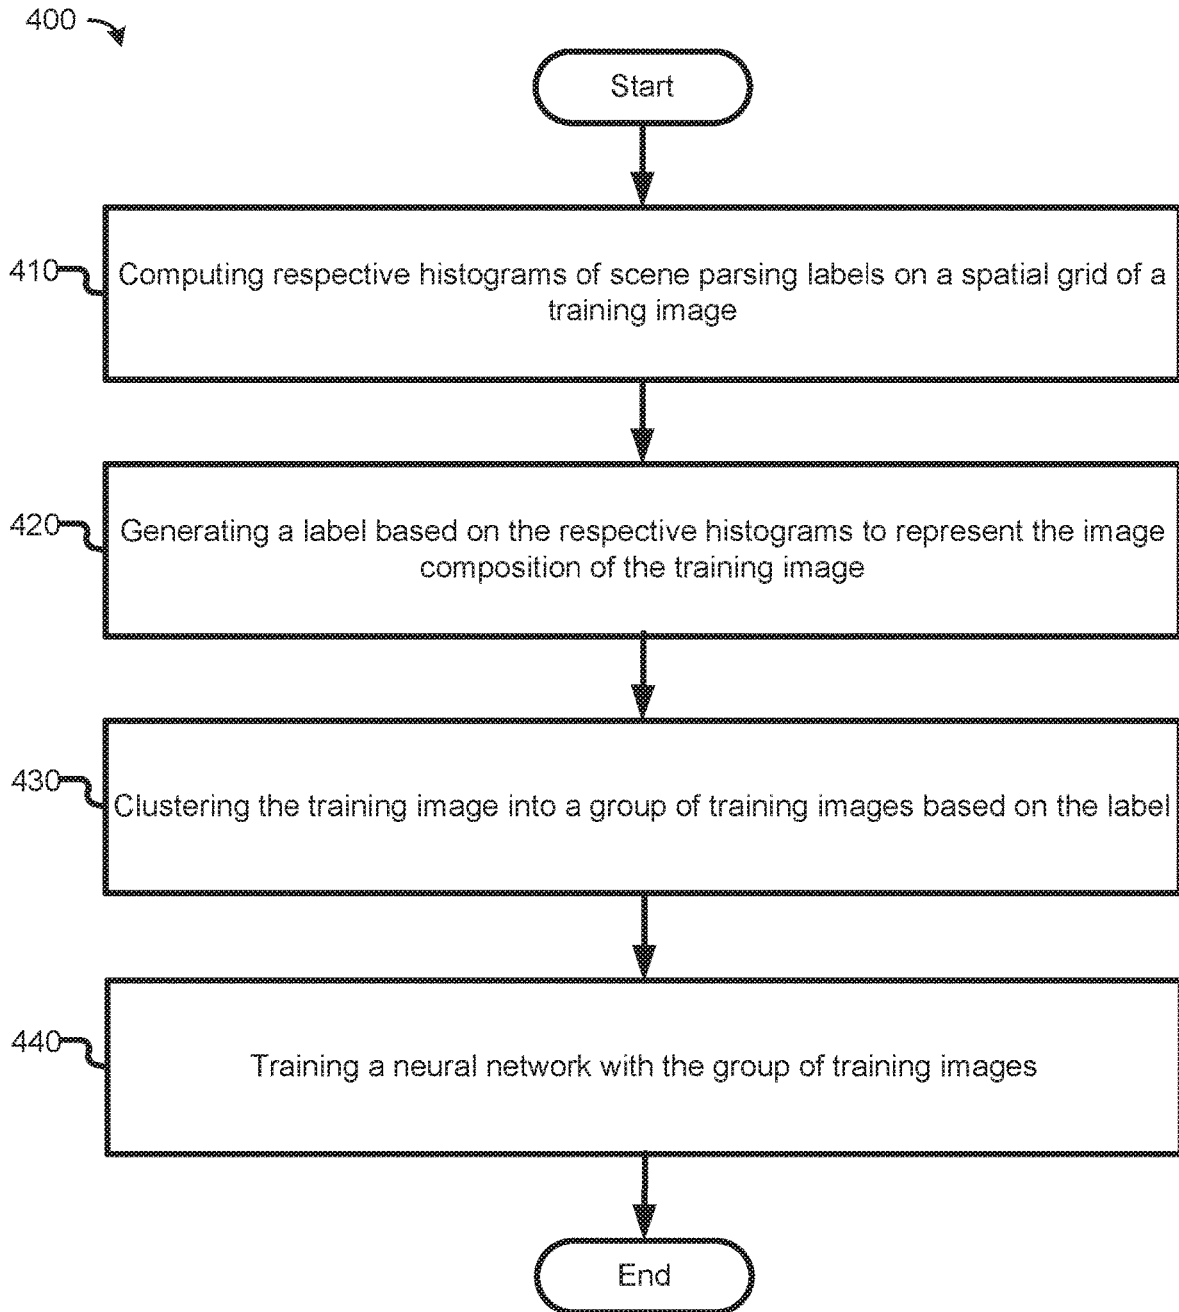 400
Start
410
Computing respective histograms of scene parsing labels on a spatial grid of a
training image
420
Generating a label based on the respective histograms to represent the image
composition of the training image
430
Clustering the training image into a group of training images based on the label
440
Training a neural network with the group of training images
End